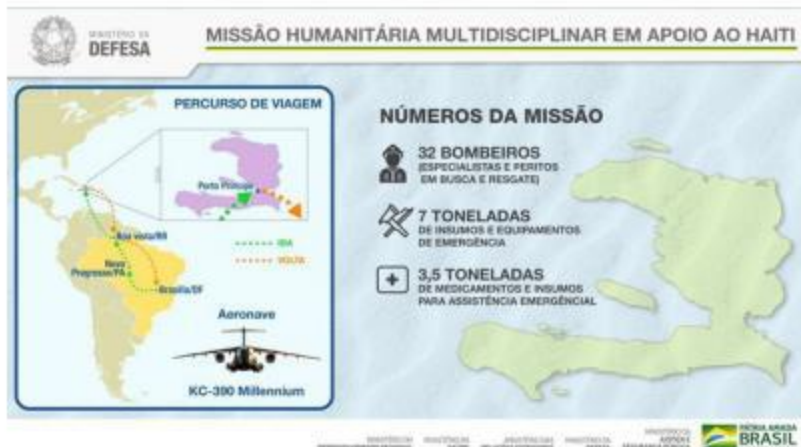 MINISTÉRIO DA
DEFESA
MISSÃO HUMANITÁRIA MULTIDISCIPLINAR EM APOIO AO HAITI
PERCURSO DE VIAGEM
Porto Príncipe
Boa vista/RR
Novo
Progresso/PA
Brasília/DF
IDA
VOLTA
Aeronave
KC-390 Millennium
NÚMEROS DA MISSÃO
32 BOMBEIROS
(ESPECIALISTAS E PERITOS
EM BUSCA E RESGATE)
7 TONELADAS
DE INSUMOS E EQUIPAMENTOS
DE EMERGÊNCIA
3,5 TONELADAS
DE MEDICAMENTOS E INSUMOS
PARA ASSISTÊNCIA EMERGÊNCIAL
PÁTRIA AMADA
BRASIL